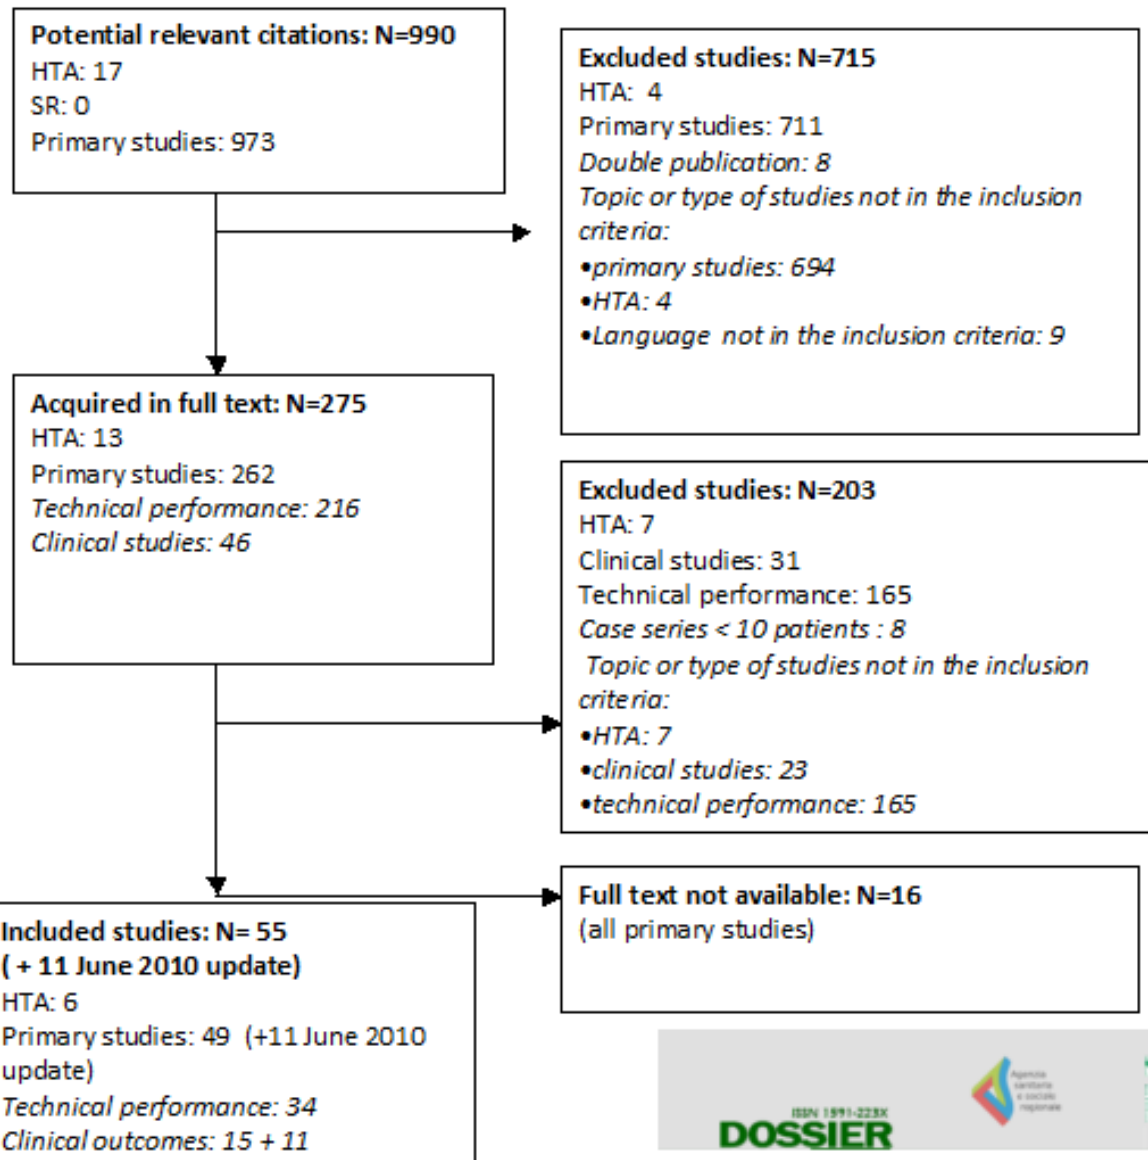 Potential relevant citations: N=990
HTA: 17
SR: 0
Primary studies: 973
Excluded studies: N=715
HTA:  4
Primary studies: 711
Double publication: 8
Topic or type of studies not in the inclusion
criteria:
•primary studies: 694
•HTA: 4
•Language  not in the inclusion criteria: 9
Acquired in full text: N=275
HTA: 13
Primary studies: 262
Technical performance: 216
Clinical studies: 46
Excluded studies: N=203
HTA: 7
Clinical studies: 31
Technical performance: 165
Case series < 10 patients : 8
Topic or type of studies not in the inclusion
criteria:
•HTA: 7
•clinical studies: 23
•technical performance: 165
Full text not available: N=16
(all primary studies)
Included studies: N= 55
( + 11 June 2010 update)
HTA: 6
Primary studies: 49  (+11 June 2010
update)
Technical performance: 34
Clinical outcomes: 15 + 11
ISSN 1591-223X
DOSSIER
Agenzia
sanitaria
e sociale
regionale